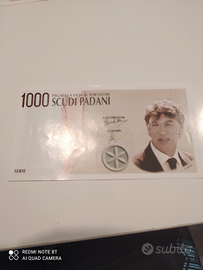 1000
SCUDI PADANI
SERIE
REDMI NOTE 8T
AI QUAD CAMERA
subito